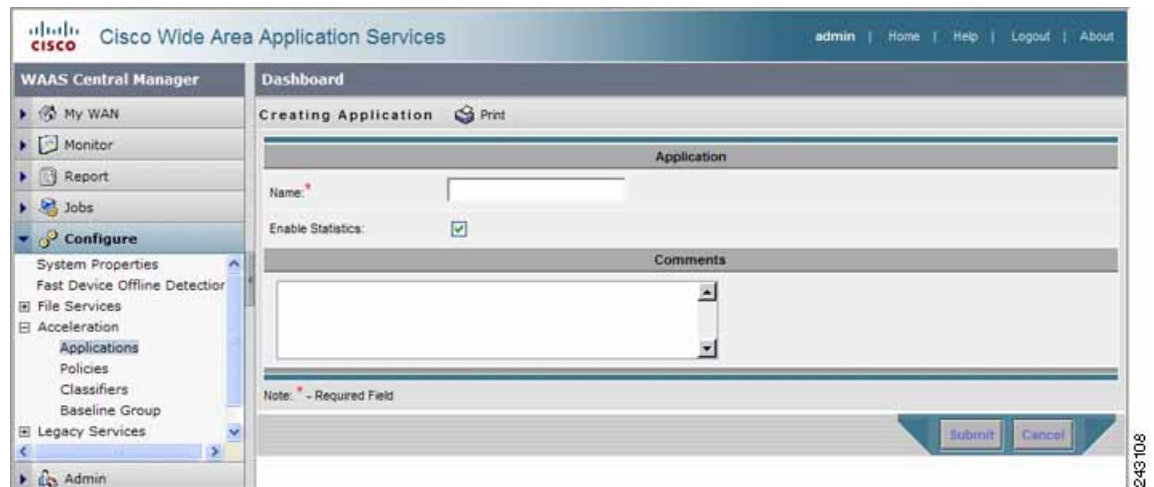 CISCO Cisco Wide Area Application Services admin | Home | Help | Logout | About
WAAS Central Manager
My WAN
Monitor
Report
Jobs
Configure
System Properties
Fast Device Offline Detection
File Services
Acceleration
Applications
Policies
Classifiers
Baseline Group
Legacy Services
Admin
Dashboard
Creating Application Print
Application
Name:*
Enable Statistics:
Comments
Note: * - Required Field
Submit Cancel
243108